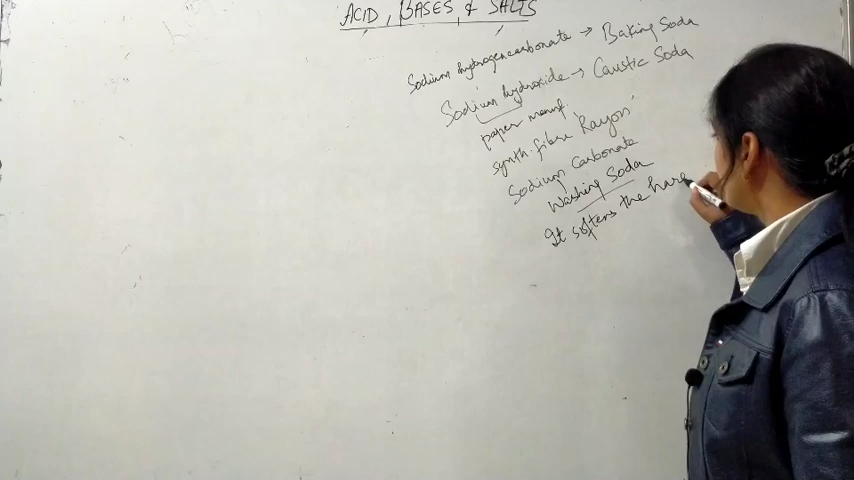 ACID, BASES & SALTS
Sodium hydrogencarbonate → Baking Soda
Sodium hydroxide → Caustic Soda
paper manuf.
synth. fibre 'Rayon'
Sodium Carbonate
Washing Soda
It softens the hard